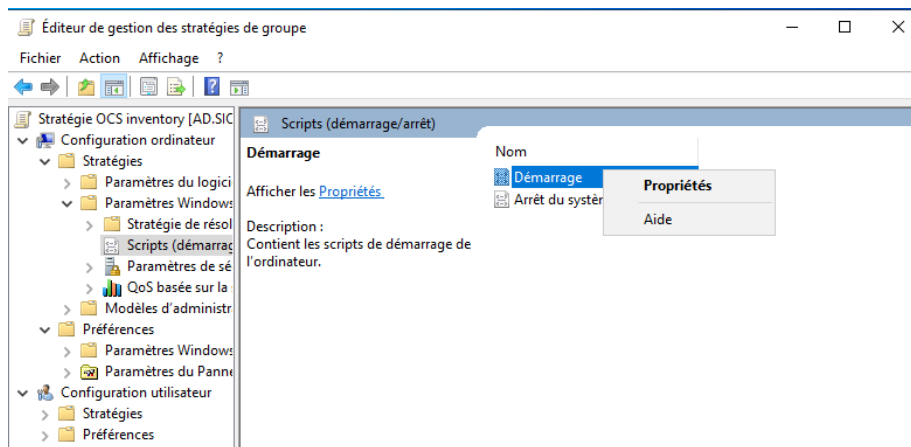 Éditeur de gestion des stratégies de groupe
Fichier Action Affichage ?
Stratégie OCS inventory [AD.SIC
Configuration ordinateur
Stratégies
Paramètres du logici
Paramètres Windows
Stratégie de résol
Scripts (démarrag
Paramètres de sé
QoS basée sur la
Modèles d'administr
Préférences
Paramètres Windows
Paramètres du Panne
Configuration utilisateur
Stratégies
Préférences
Scripts (démarrage/arrêt)
Démarrage
Afficher les Propriétés
Description :
Contient les scripts de démarrage de
l'ordinateur.
Nom
Démarrage
Arrêt du systèr
Propriétés
Aide